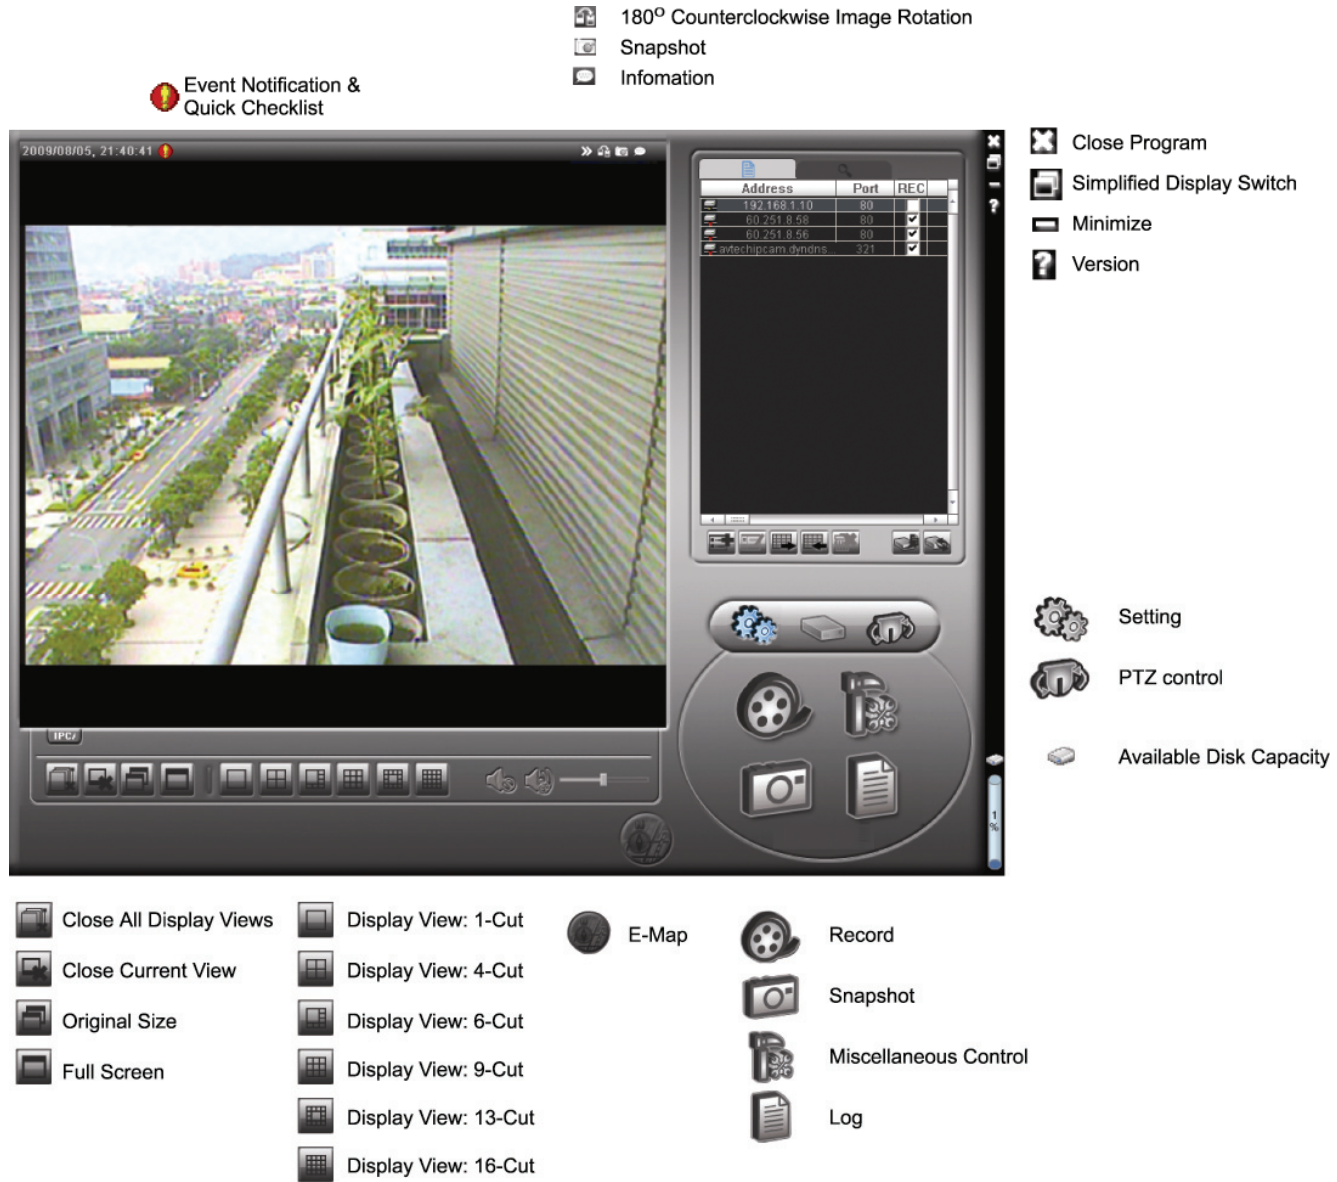 180° Counterclockwise Image Rotation
Snapshot
Infomation
Event Notification &
Quick Checklist
2009/08/05, 21:40:41
Address Port REC
192.168.1.10 80
60.251.8.58 80
60.251.8.56 80
avtechipcam.dyndns... 321
Close Program
Simplified Display Switch
Minimize
Version
Setting
PTZ control
Available Disk Capacity
1
%
Close All Display Views
Close Current View
Original Size
Full Screen
Display View: 1-Cut
Display View: 4-Cut
Display View: 6-Cut
Display View: 9-Cut
Display View: 13-Cut
Display View: 16-Cut
E-Map
Record
Snapshot
Miscellaneous Control
Log